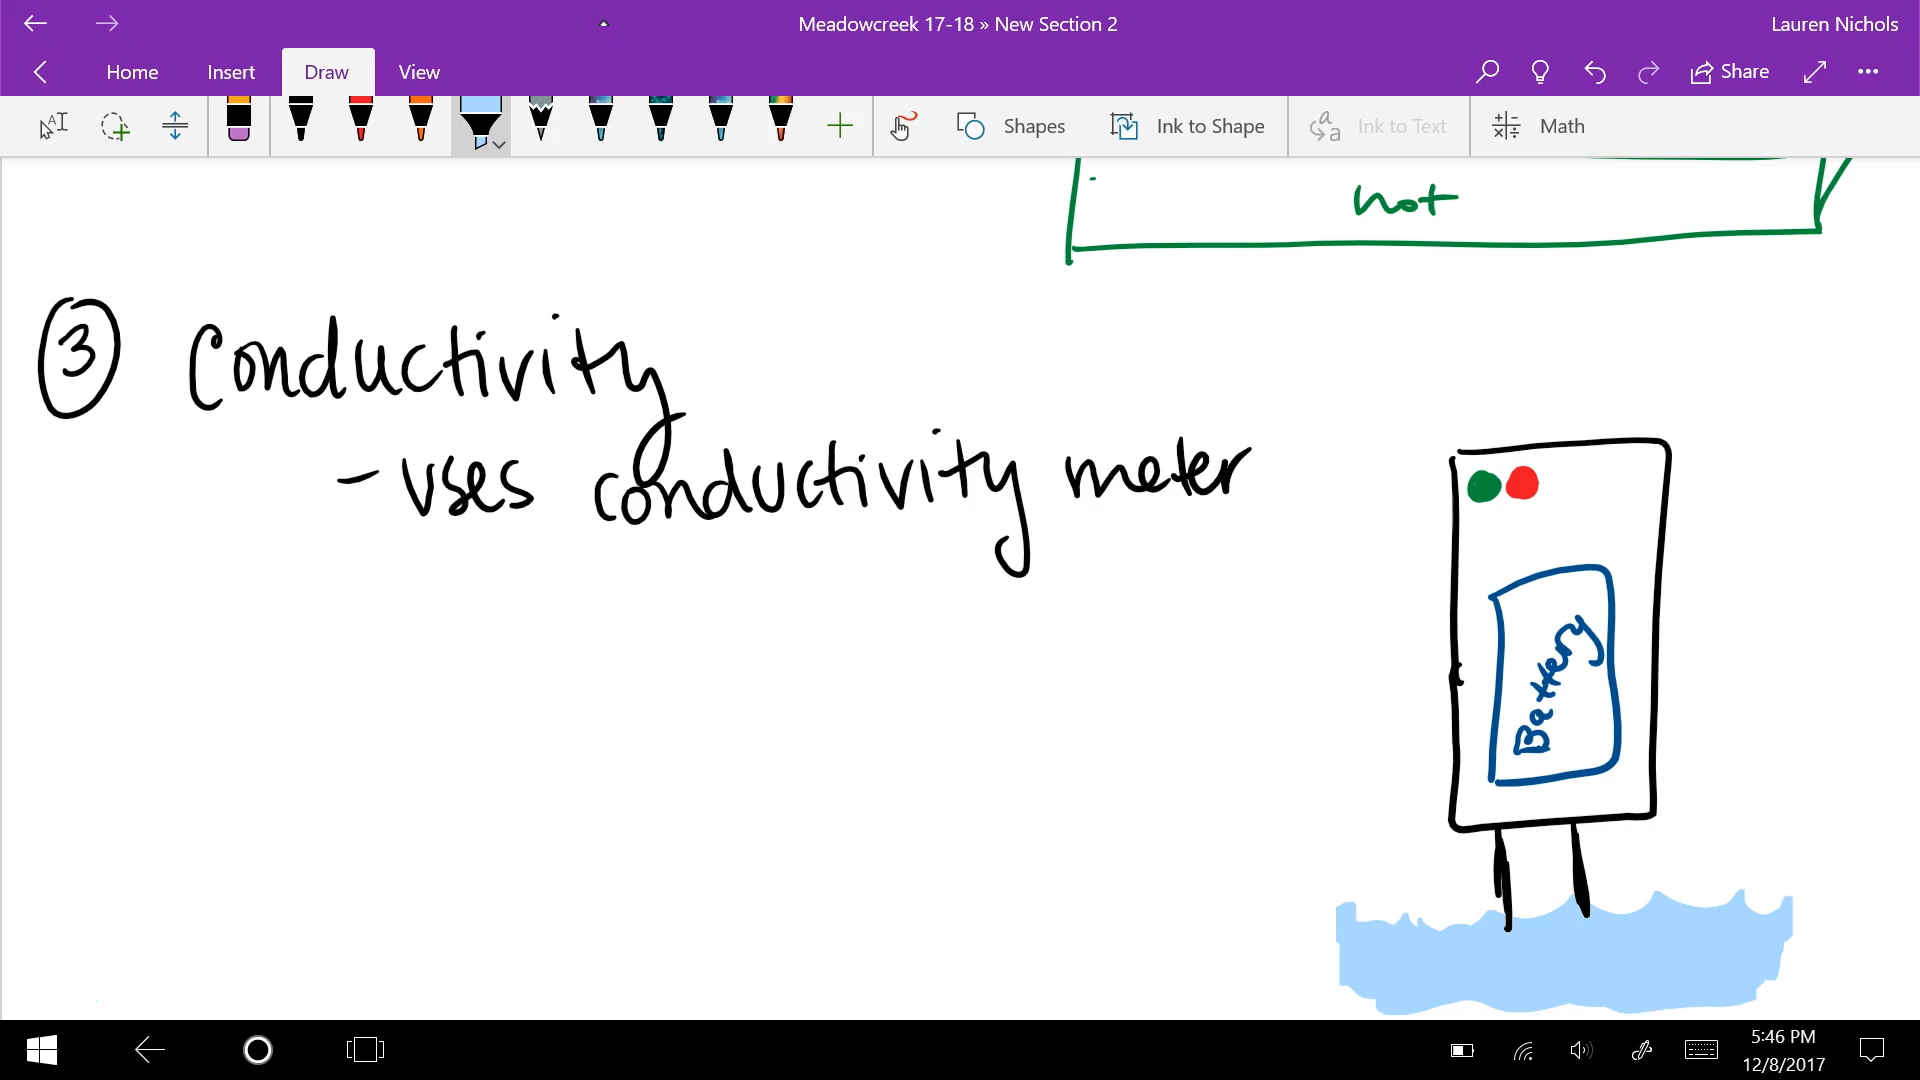 Meadowcreek 17-18 » New Section 2
Lauren Nichols
Home
Insert
Draw
View
Share
Shapes
Ink to Shape
Ink to Text
Math
not
③ Conductivity
- uses conductivity meter
Battery
5:46 PM
12/8/2017